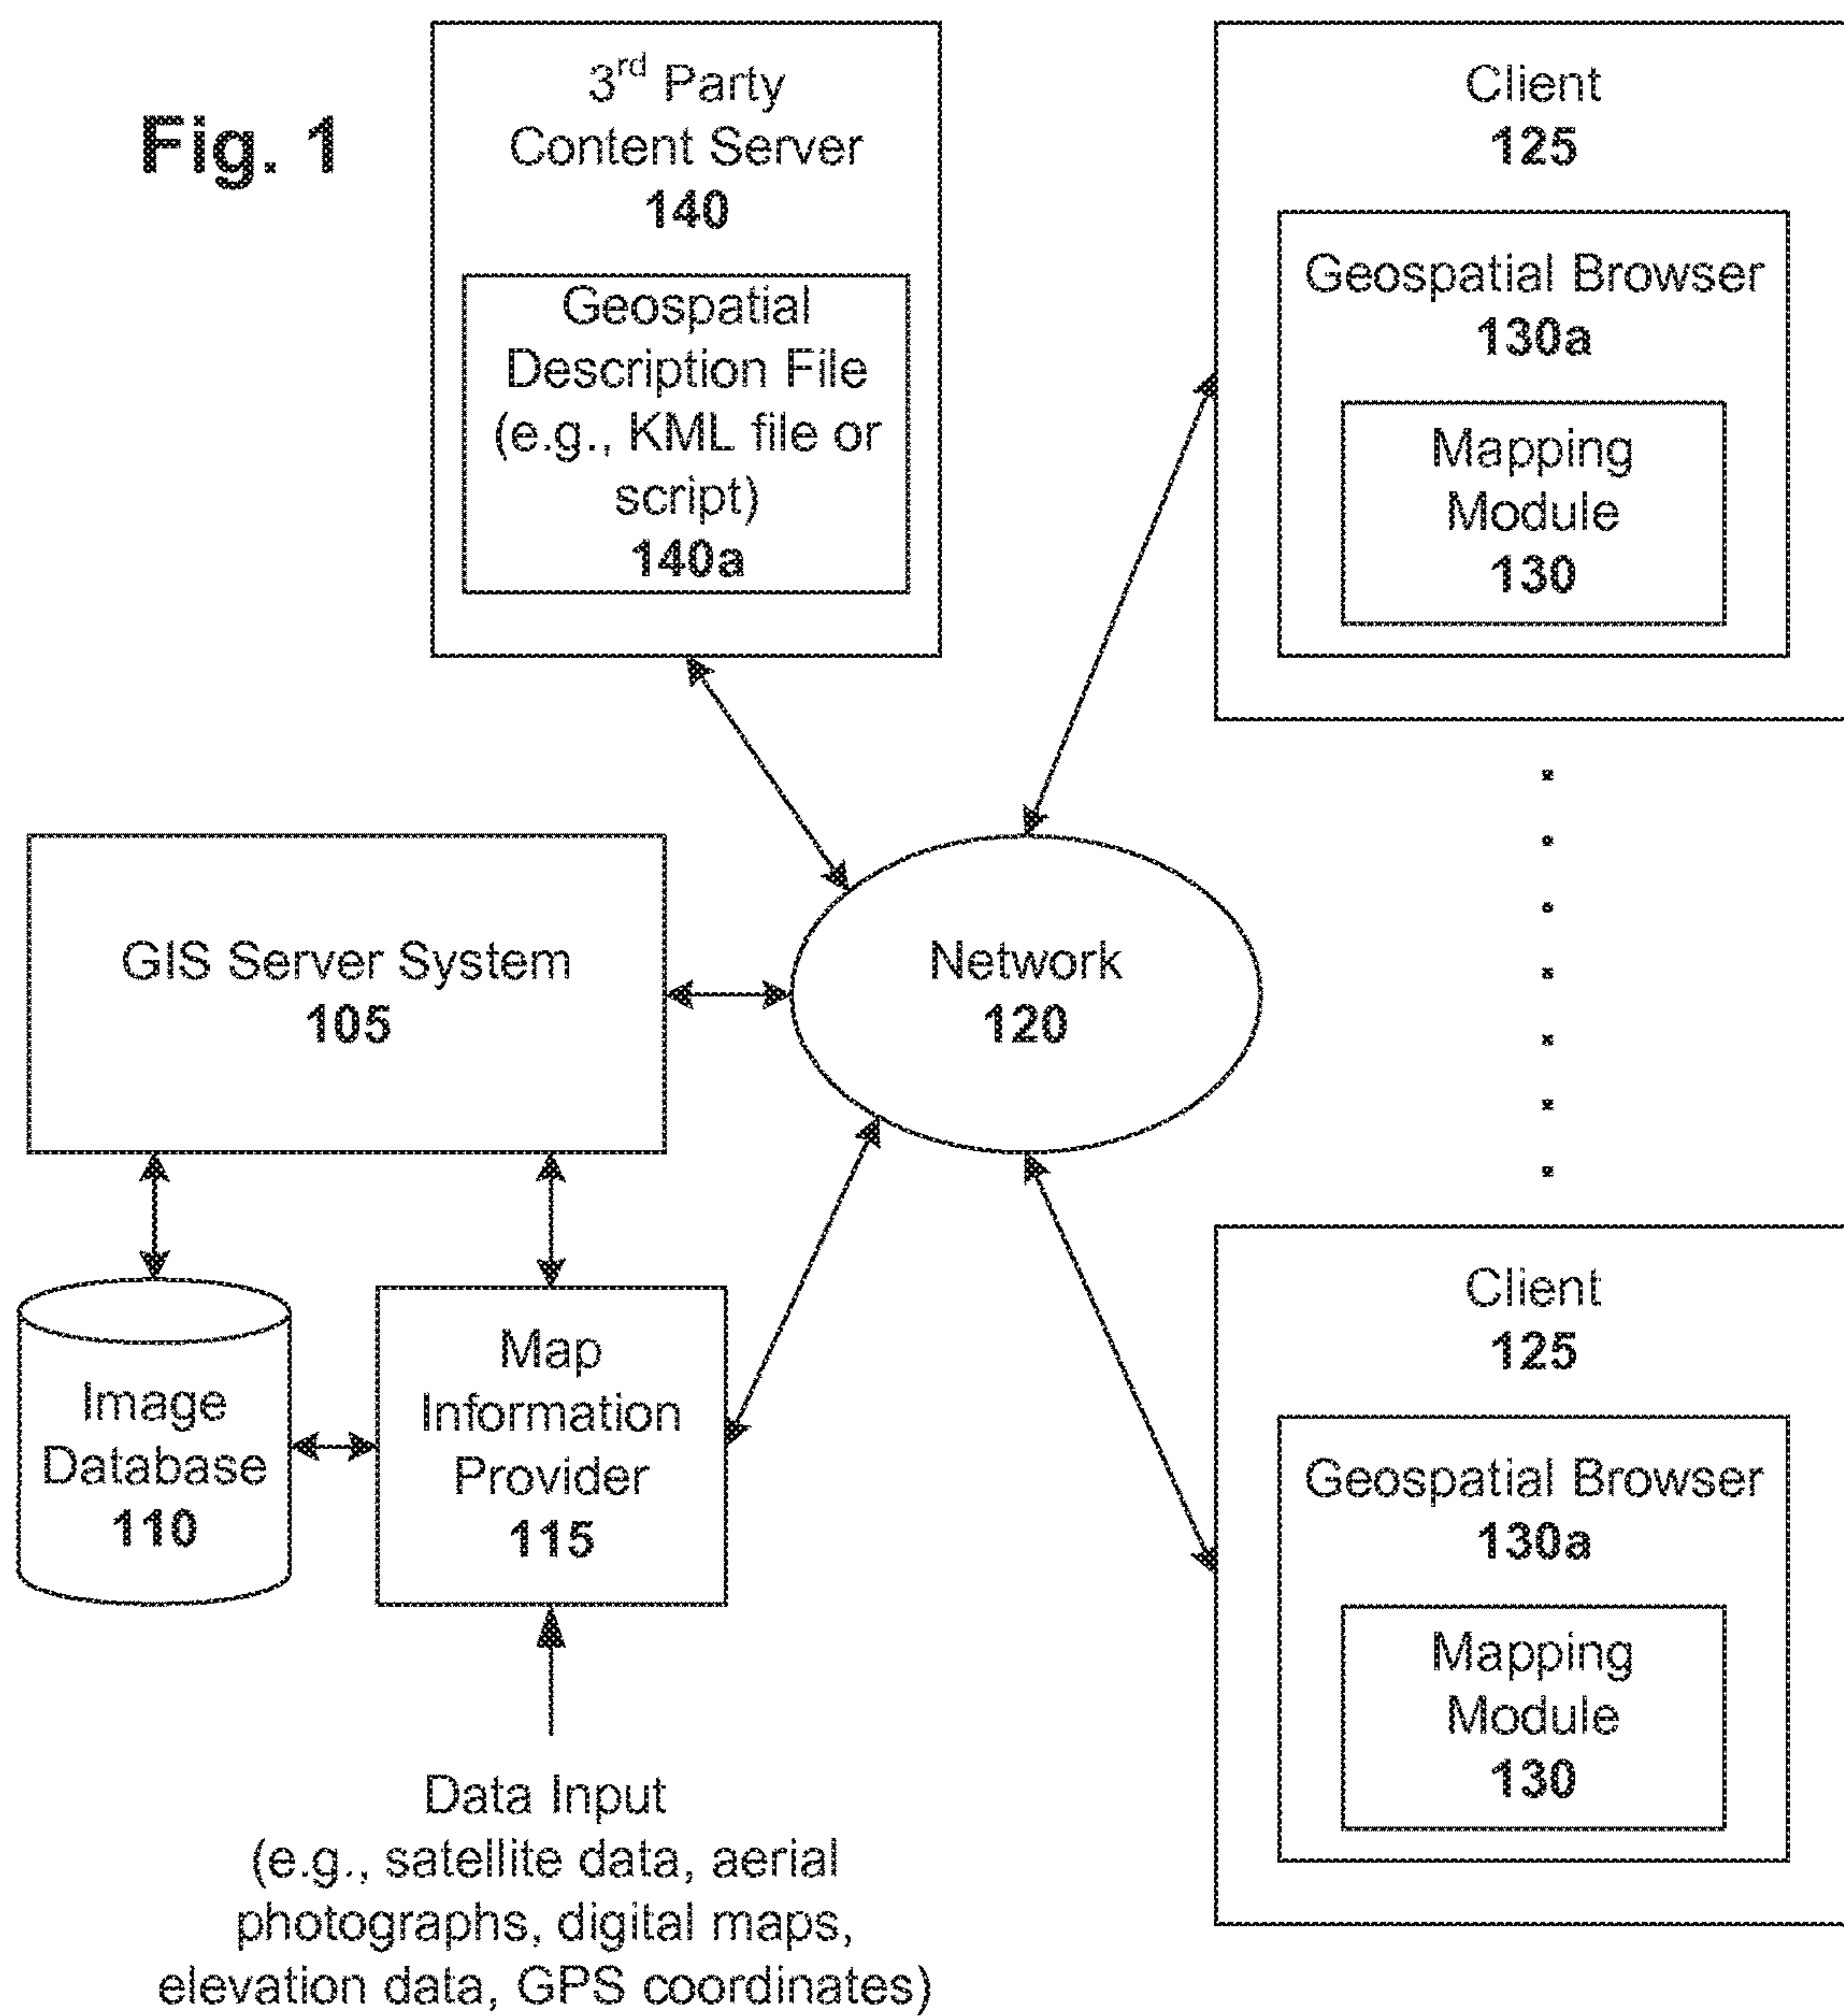 Fig. 1
3rd Party
Content Server
140
Geospatial
Description File
(e.g., KML file or
script)
140a
Client
125
Geospatial Browser
130a
Mapping
Module
130
GIS Server System
105
Network
120
Image
Database
110
Map
Information
Provider
115
Client
125
Geospatial Browser
130a
Mapping
Module
130
Data Input
(e.g., satellite data, aerial
photographs, digital maps,
elevation data, GPS coordinates)